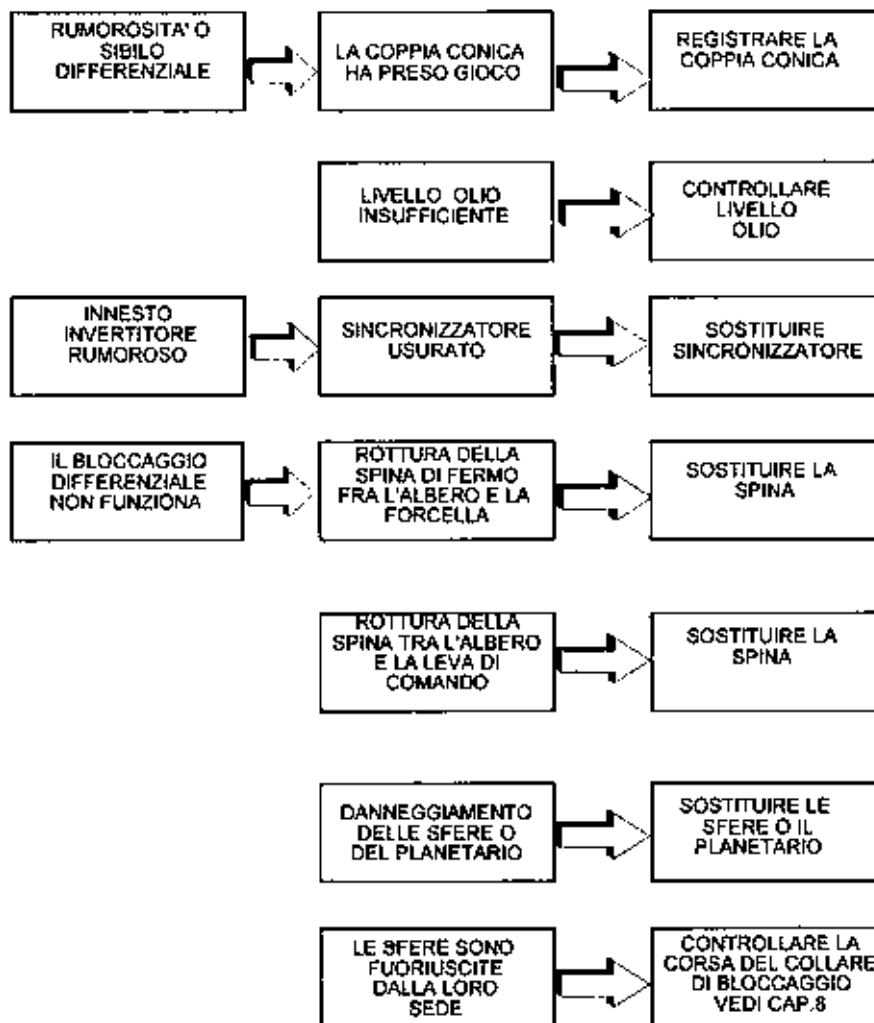 RUMOROSITA' O
SIBILO
DIFFERENZIALE
LA COPPIA CONICA
HA PRESO GIOCO
REGISTRARE LA
COPPIA CONICA
LIVELLO OLIO
INSUFFICIENTE
CONTROLLARE
LIVELLO
OLIO
INNESTO
INVERTITORE
RUMOROSO
SINCRONIZZATORE
USURATO
SOSTITUIRE
SINCRONIZZATORE
IL BLOCCAGGIO
DIFFERENZIALE
NON FUNZIONA
ROTTURA DELLA
SPINA DI FERMO
FRA L'ALBERO E LA
FORCELLA
SOSTITUIRE LA
SPINA
ROTTURA DELLA
SPINA TRA L'ALBERO
E LA LEVA DI
COMANDO
SOSTITUIRE LA
SPINA
DANNEGGIAMENTO
DELLE SFERE O
DEL PLANETARIO
SOSTITUIRE LE
SFERE O IL
PLANETARIO
LE SFERE SONO
FUORIUSCITE
DALLA LORO
SEDE
CONTROLLARE LA
CORSA DEL COLLARE
DI BLOCCAGGIO
VEDI CAP.8